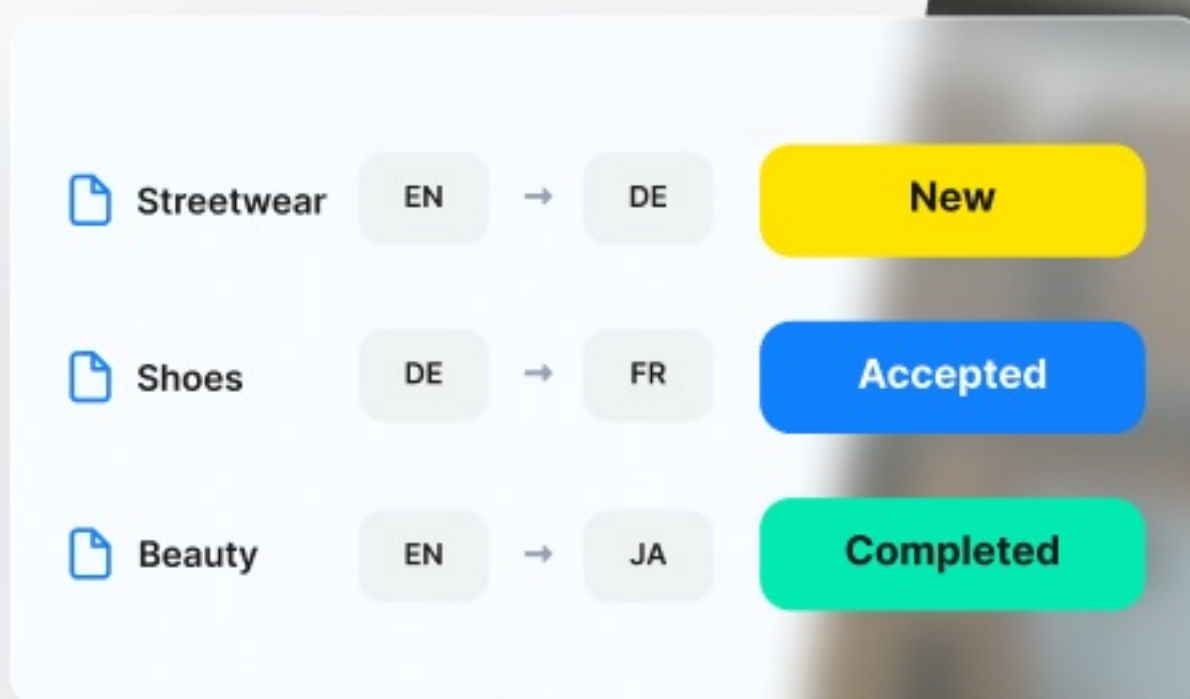 Streetwear EN → DE New
Shoes DE → FR Accepted
Beauty EN → JA Completed